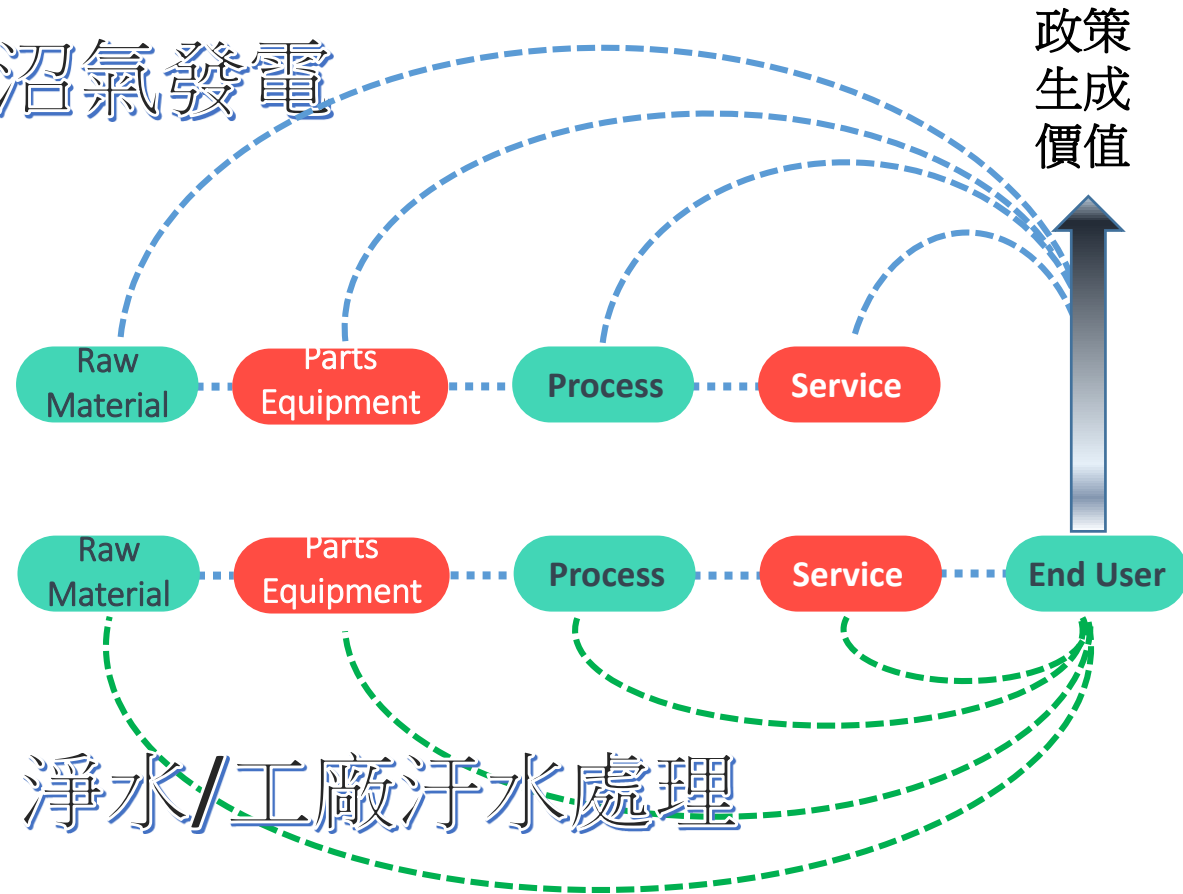 沼氣發電
政策
生成
價值
Raw
Material
Parts
Equipment
Process
Service
Raw
Material
Parts
Equipment
Process
Service
End User
淨水/工廠汙水處理